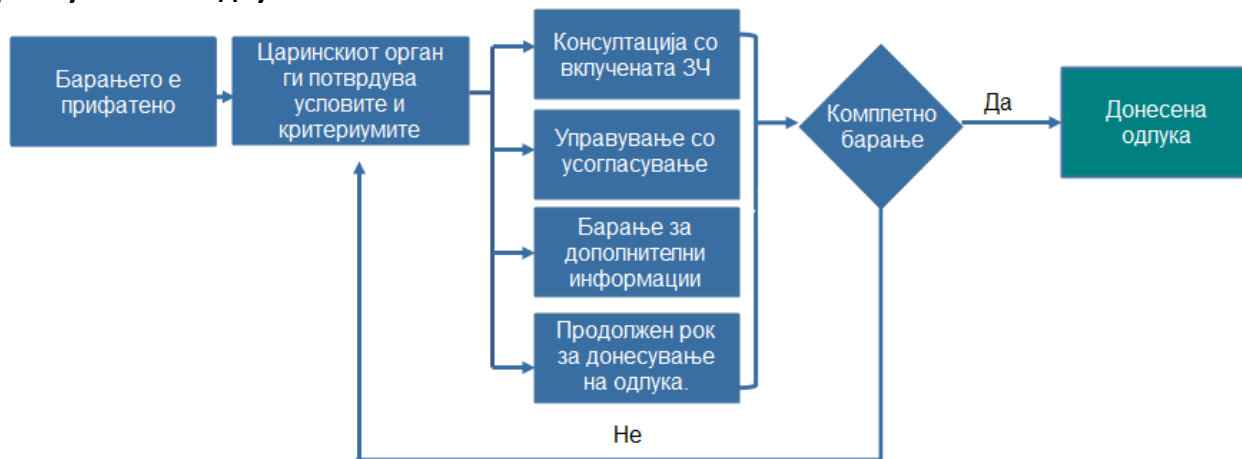 Барањето е
прифатено
Царинскиот орган
ги потврдува
условите и
критериумите
Консултација со
вклучената ЗЧ
Управување со
усогласување
Барање за
дополнителни
информации
Продолжен рок
за донесување
на одлука.
Комплетно
барање
Да
Донесена
одлука
Не